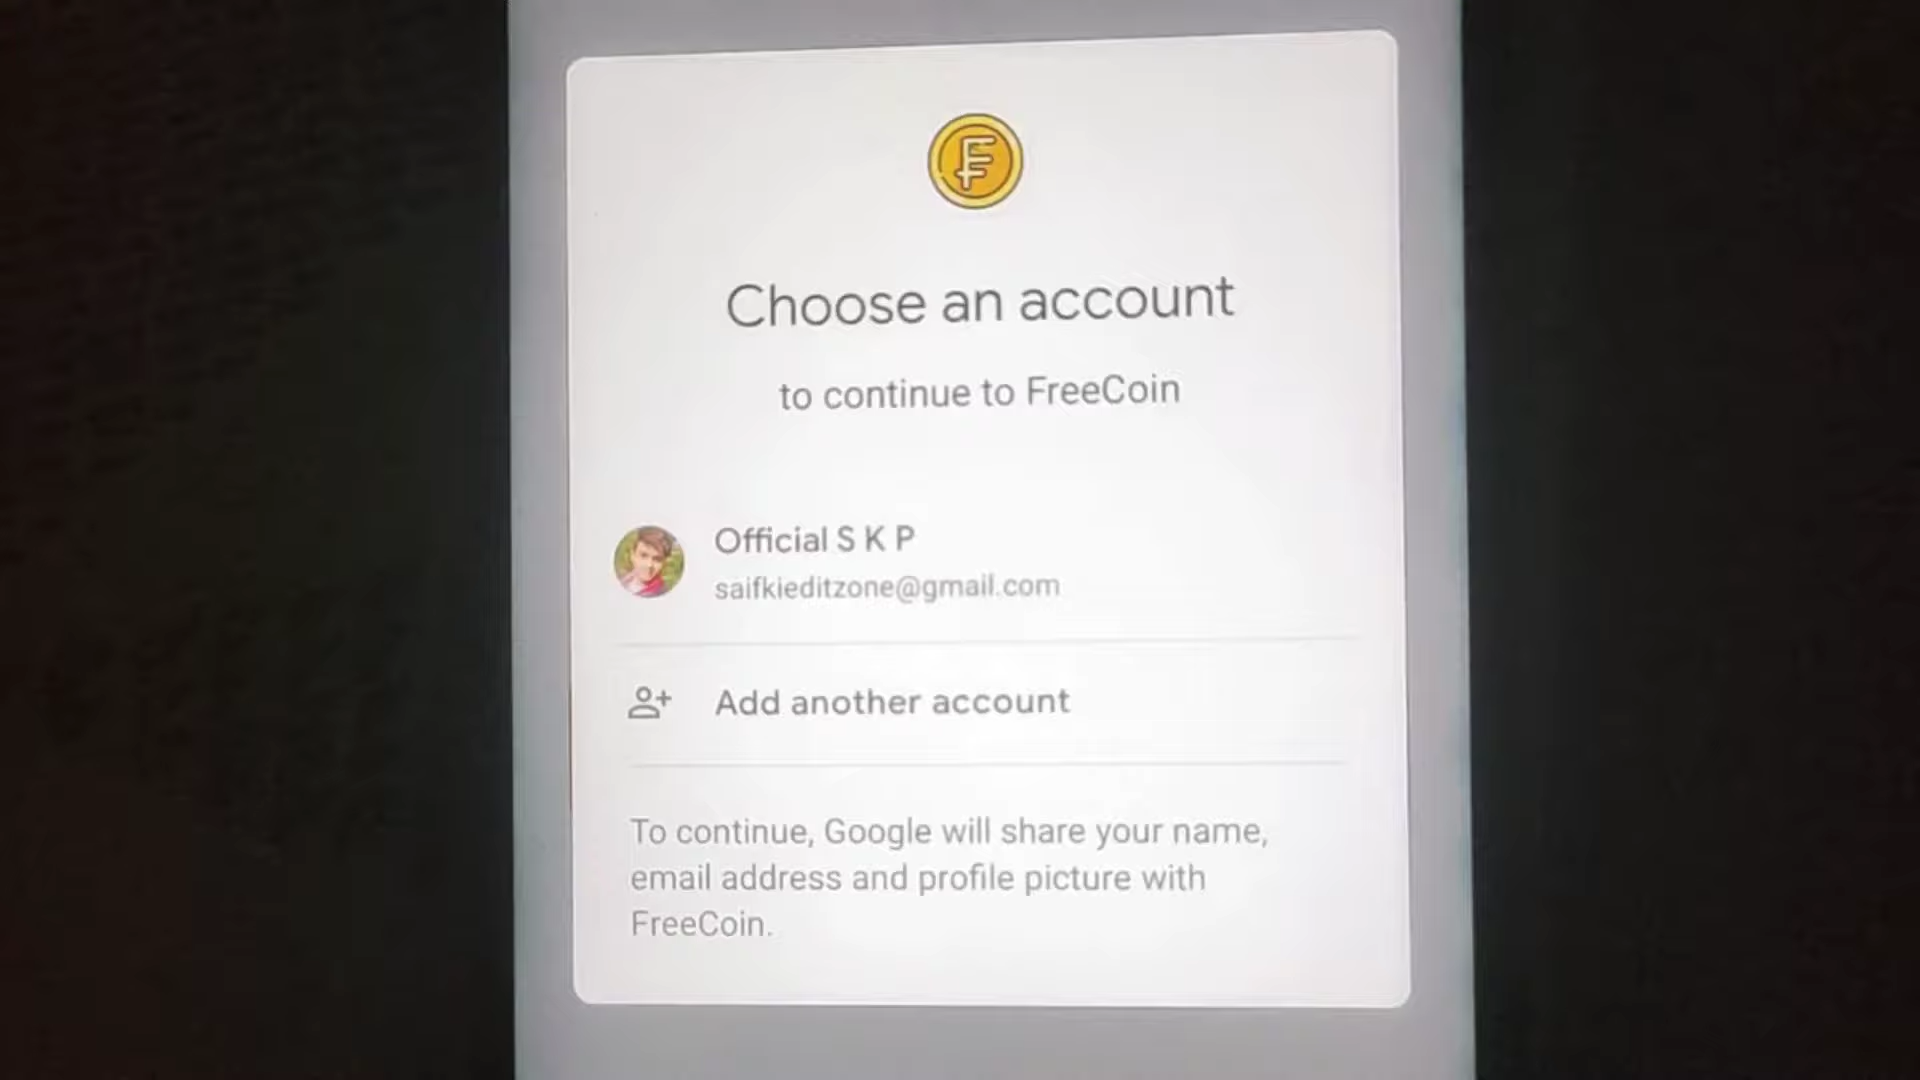 Choose an account
to continue to FreeCoin
Official S K P
saifkieditzone@gmail.com
Add another account
To continue, Google will share your name,
email address and profile picture with
FreeCoin.